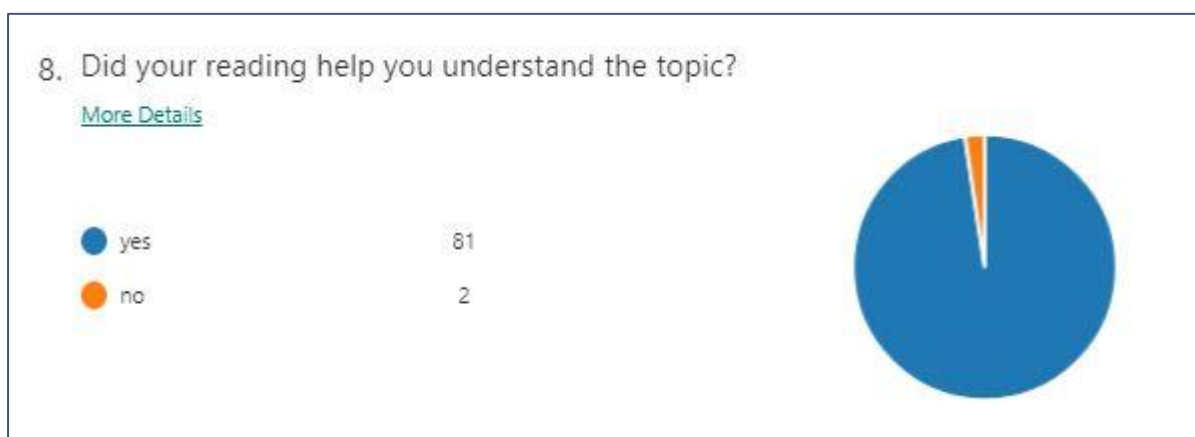 8. Did your reading help you understand the topic?
More Details
yes 81
no 2